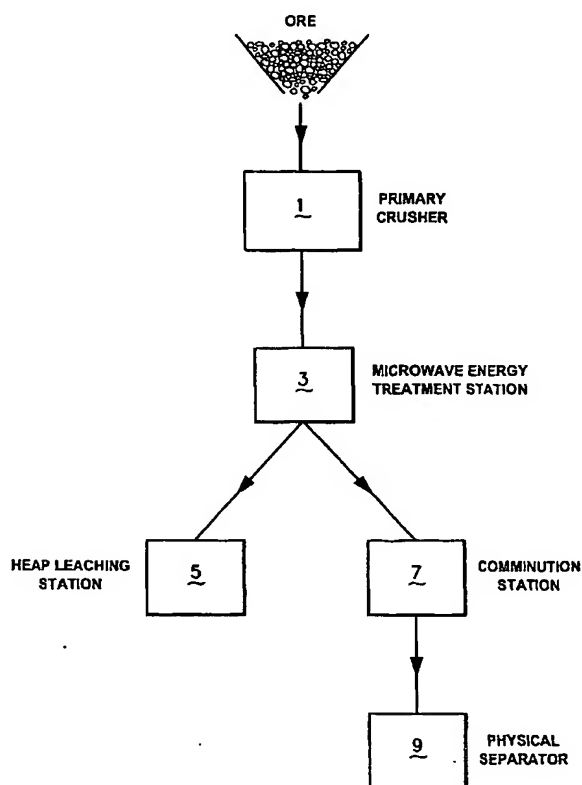 ORE
1
PRIMARY
CRUSHER
3
MICROWAVE ENERGY
TREATMENT STATION
HEAP LEACHING
STATION
5
7
COMMINUTION
STATION
9
PHYSICAL
SEPARATOR